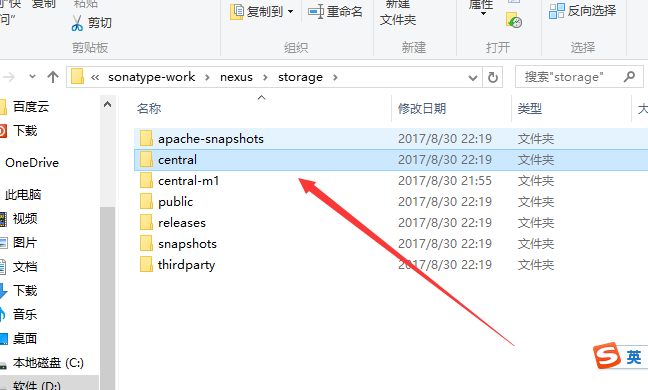 问" 复制 剪切 复制到 重命名 新建 文件夹 属性 反向选择
剪贴板 组织 新建 打开
« sonatype-work › nexus › storage › 搜索"storage"
名称 修改日期 类型 大
百度云
下载
OneDrive
此电脑
视频
图片
文档
下载
音乐
桌面
本地磁盘 (C:)
软件 (D:)
apache-snapshots 2017/8/30 22:19 文件夹
central 2017/8/30 22:19 文件夹
central-m1 2017/8/30 21:55 文件夹
public 2017/8/30 22:19 文件夹
releases 2017/8/30 22:19 文件夹
snapshots 2017/8/30 22:19 文件夹
thirdparty 2017/8/30 22:19 文件夹
S 英